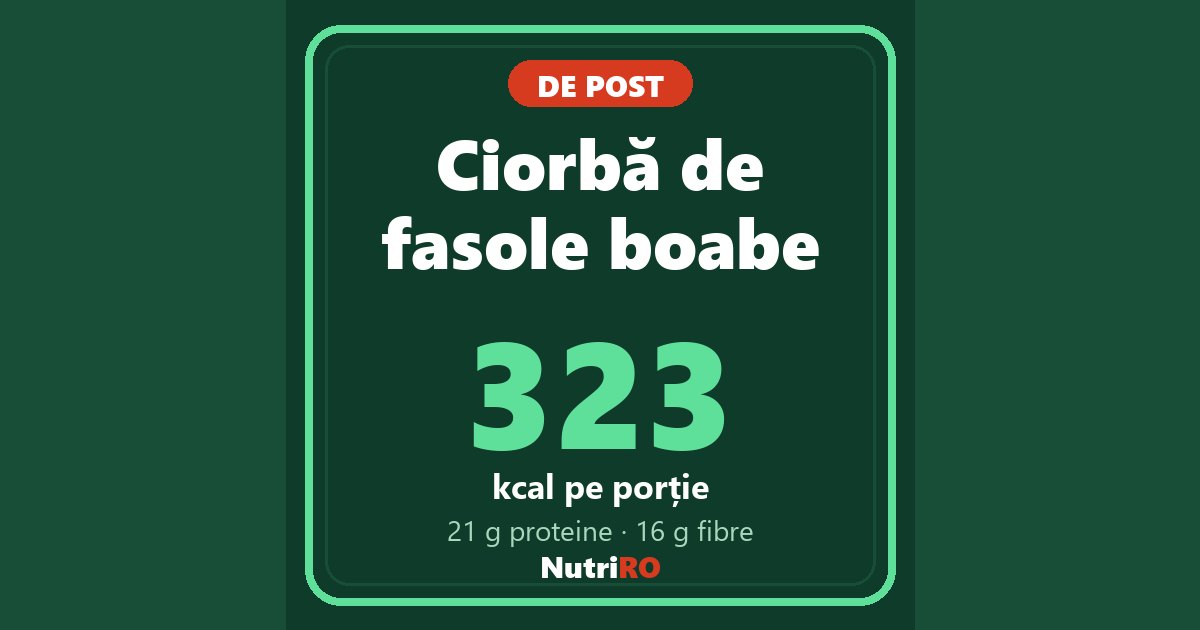 DE POST
Ciorbă de
fasole boabe
323
kcal pe porție
21 g proteine · 16 g fibre
NutriRO